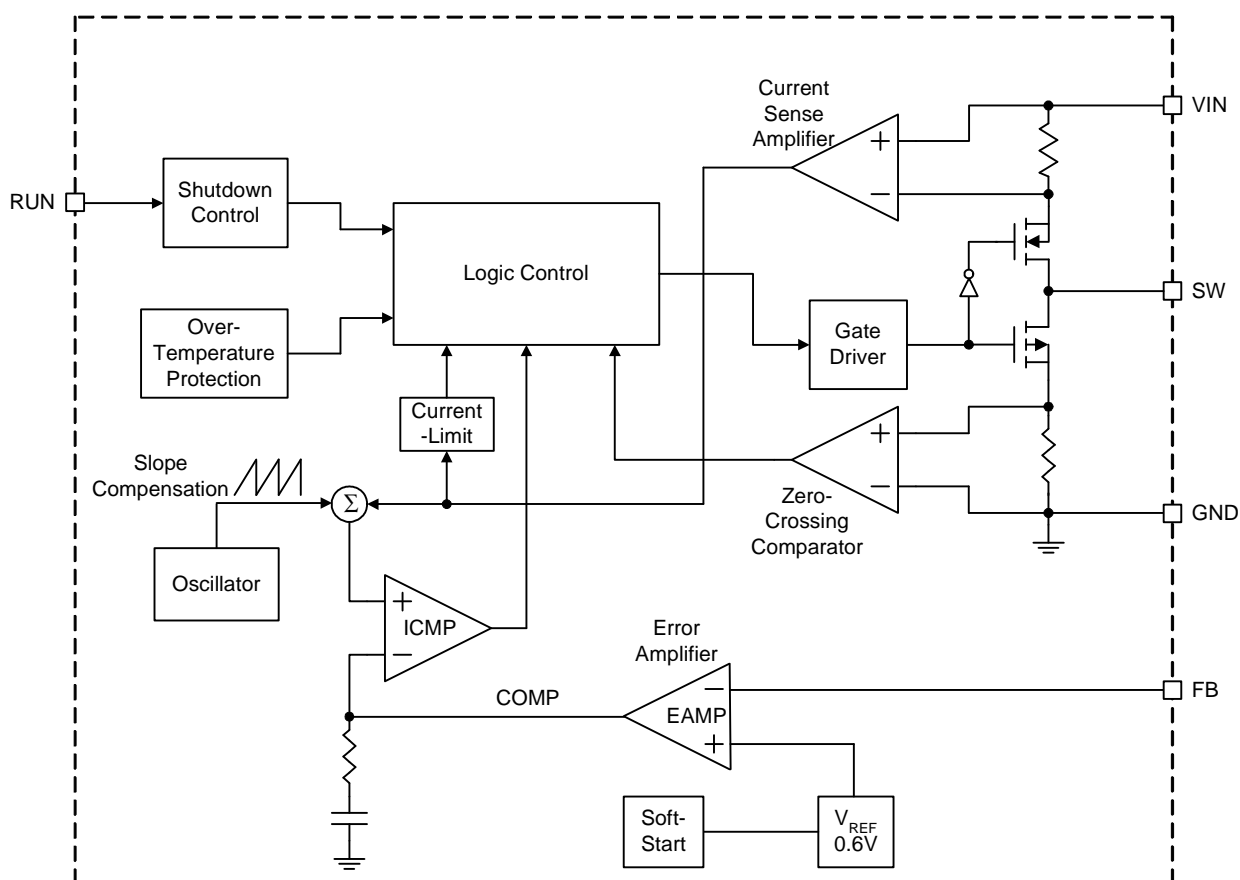 Current
Sense
Amplifier
VIN
+
−
RUN
Shutdown
Control
Logic Control
SW
Over-
Temperature
Protection
Gate
Driver
Current
-Limit
+
−
Slope
Compensation
Σ
Zero-
Crossing
Comparator
GND
Oscillator
+
ICMP
−
Error
Amplifier
COMP
−
EAMP
+
FB
Soft-
Start
VREF
0.6V